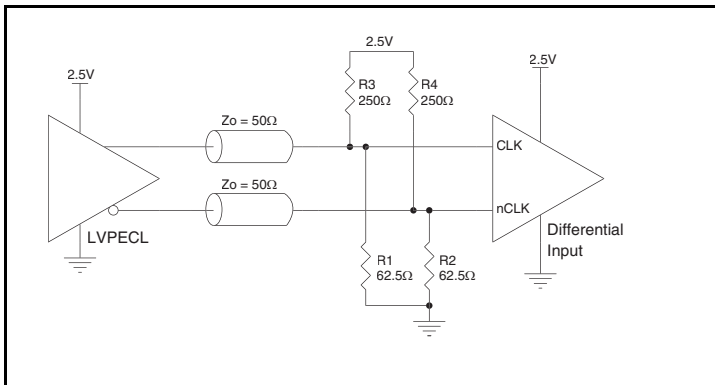 2.5V
2.5V
2.5V
R3
250Ω
R4
250Ω
Zo = 50Ω
CLK
Zo = 50Ω
nCLK
LVPECL
Differential
Input
R1
62.5Ω
R2
62.5Ω